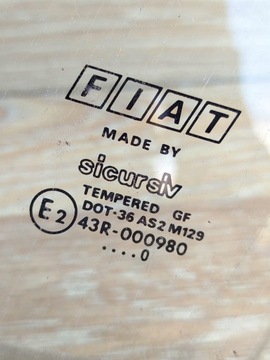 FIAT
MADE BY
sicursiv
TEMPERED GF
DOT-36 AS2 M129
E2 43R-000980
....0